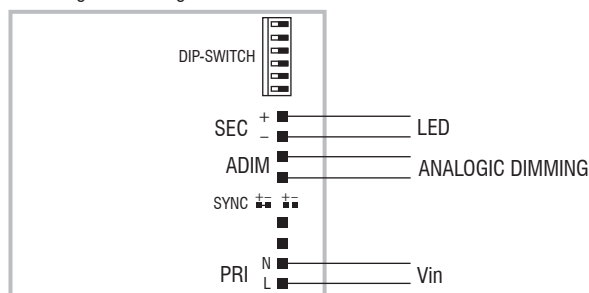 DIP-SWITCH
SEC + −
LED
ADIM
ANALOGIC DIMMING
SYNC + − + −
PRI N L
Vin